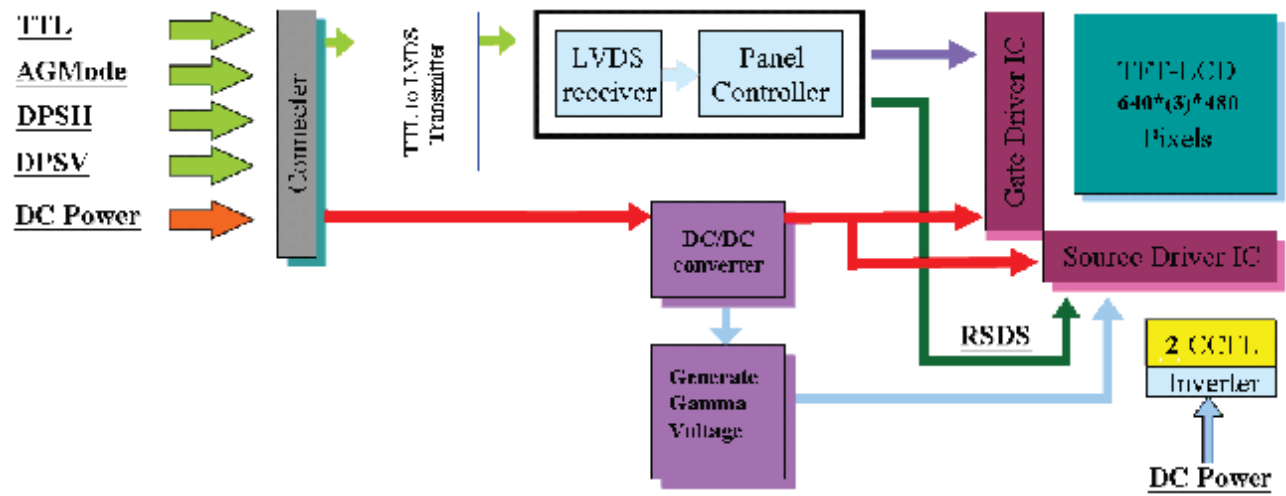 TTL
AGMode
DPSH
DPSV
DC Power
Connecter
TTL to LVDS
Transmitter
LVDS
receiver
Panel
Controller
Gate Driver IC
TFT-LCD
640*(3)*480
Pixels
Source Driver IC
DC/DC
converter
Generate
Gamma
Voltage
RSDS
2 CCFL
Inverter
DC Power